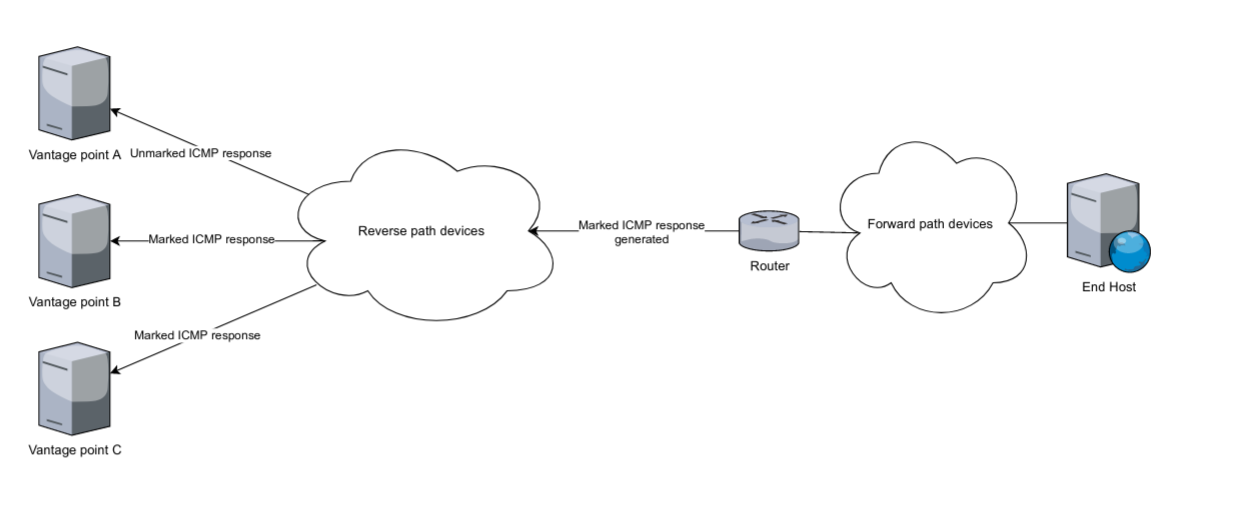 Vantage point A
Unmarked ICMP response
Vantage point B
Marked ICMP response
Vantage point C
Marked ICMP response
Reverse path devices
Marked ICMP response
generated
Router
Forward path devices
End Host